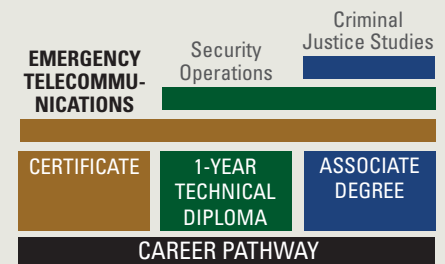 EMERGENCY
TELECOMMU-
NICATIONS
Security
Operations
Criminal
Justice Studies
CERTIFICATE
1-YEAR
TECHNICAL
DIPLOMA
ASSOCIATE
DEGREE
CAREER PATHWAY